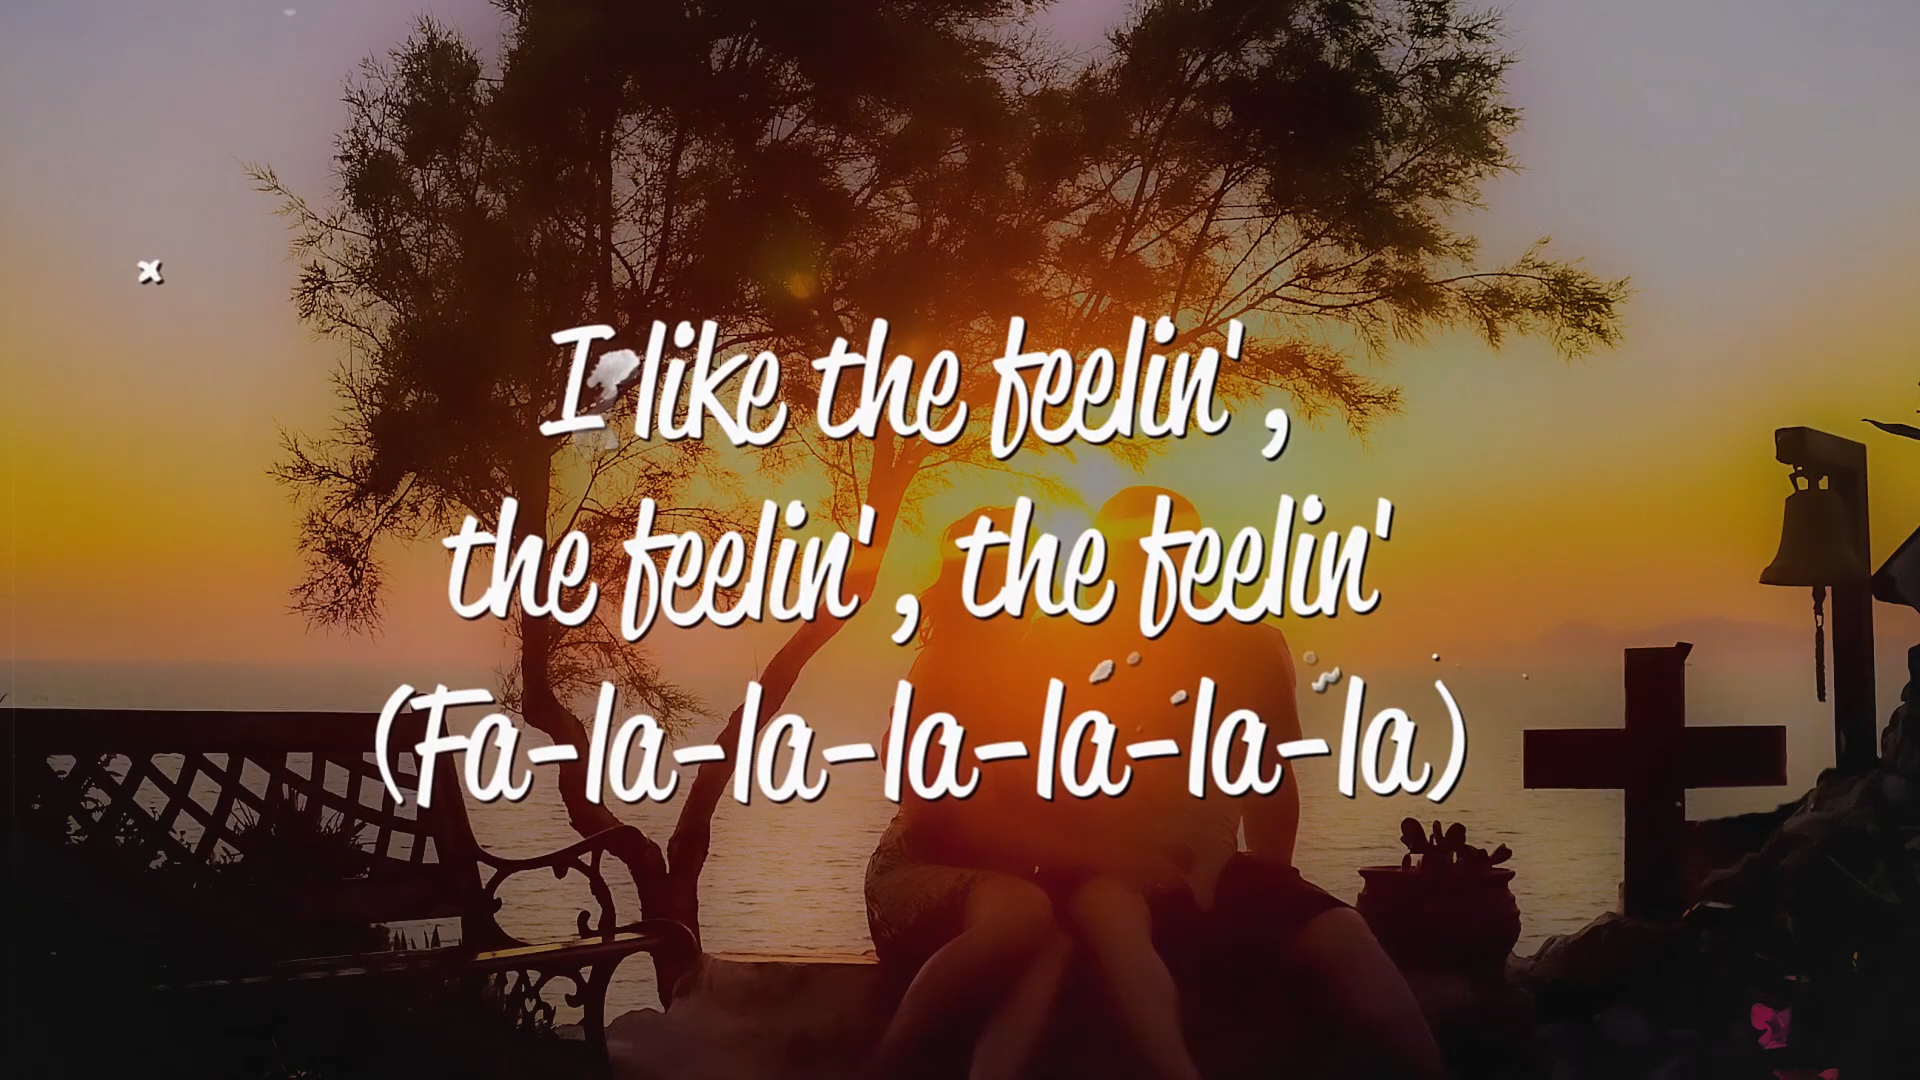 I like the feelin',
the feelin', the feelin'
(Fa-la-la-la-la-la-la)